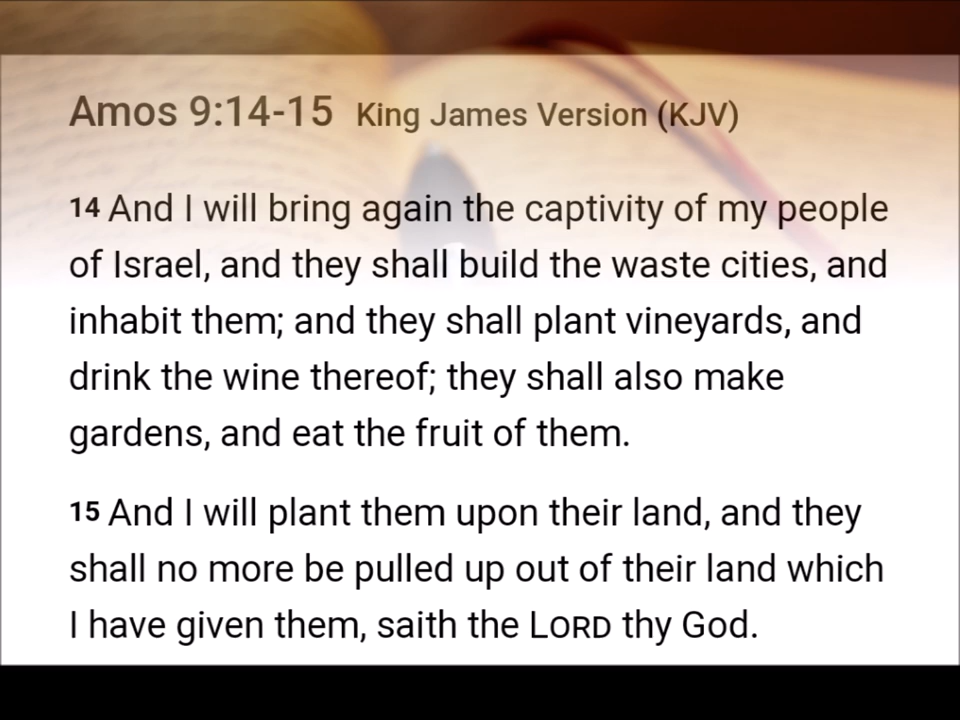 Amos 9:14-15 King James Version (KJV)
14 And I will bring again the captivity of my people
of Israel, and they shall build the waste cities, and
inhabit them; and they shall plant vineyards, and
drink the wine thereof; they shall also make
gardens, and eat the fruit of them.
15 And I will plant them upon their land, and they
shall no more be pulled up out of their land which
I have given them, saith the LORD thy God.